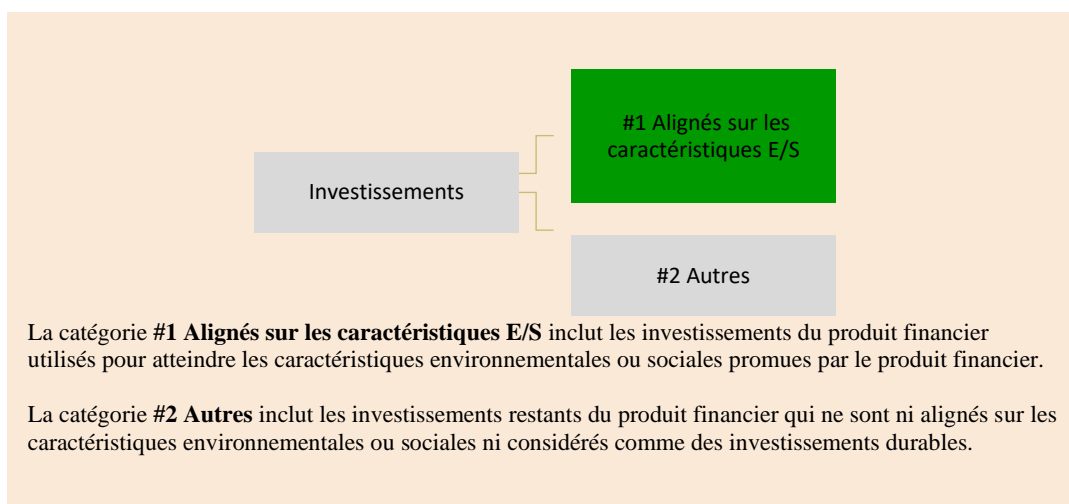 #1 Alignés sur les
caractéristiques E/S
Investissements
#2 Autres
La catégorie #1 Alignés sur les caractéristiques E/S inclut les investissements du produit financier
utilisés pour atteindre les caractéristiques environnementales ou sociales promues par le produit financier.
La catégorie #2 Autres inclut les investissements restants du produit financier qui ne sont ni alignés sur les
caractéristiques environnementales ou sociales ni considérés comme des investissements durables.